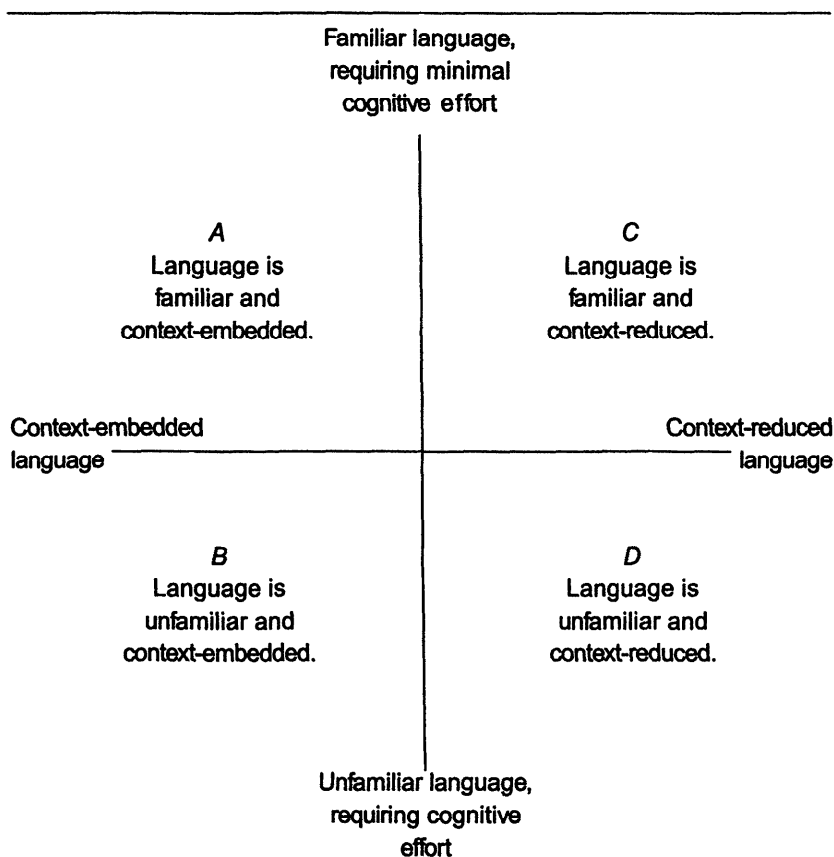 Familiar language,
requiring minimal
cognitive effort
A
Language is
familiar and
context-embedded.
C
Language is
familiar and
context-reduced.
Context-embedded
language
Context-reduced
language
B
Language is
unfamiliar and
context-embedded.
D
Language is
unfamiliar and
context-reduced.
Unfamiliar language,
requiring cognitive
effort